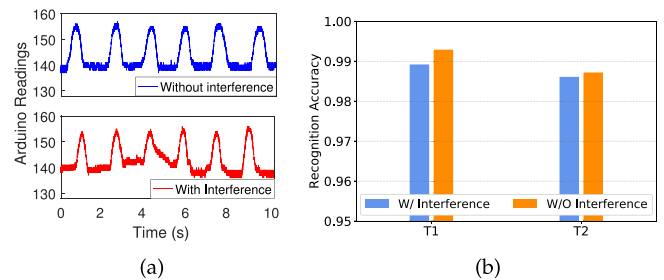 160
150
140
130
Without interference
160
150
140
130
With Interference
0 2 4 6 8 10
Arduino Readings
Time (s)
(a)
1.00
0.99
0.98
0.97
0.96
0.95
Recognition Accuracy
W/ Interference W/O Interference
T1 T2
(b)